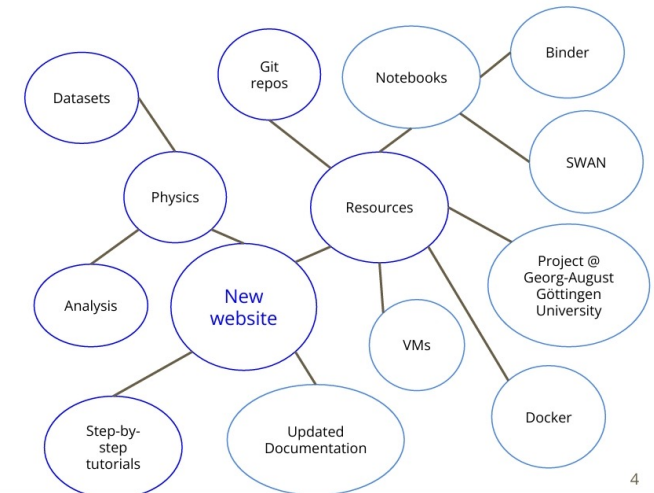 Binder
Git
repos
Notebooks
Datasets
SWAN
Physics
Resources
Project @
Georg-August
Göttingen
University
Analysis
New
website
VMs
Docker
Step-by-
step
tutorials
Updated
Documentation
4